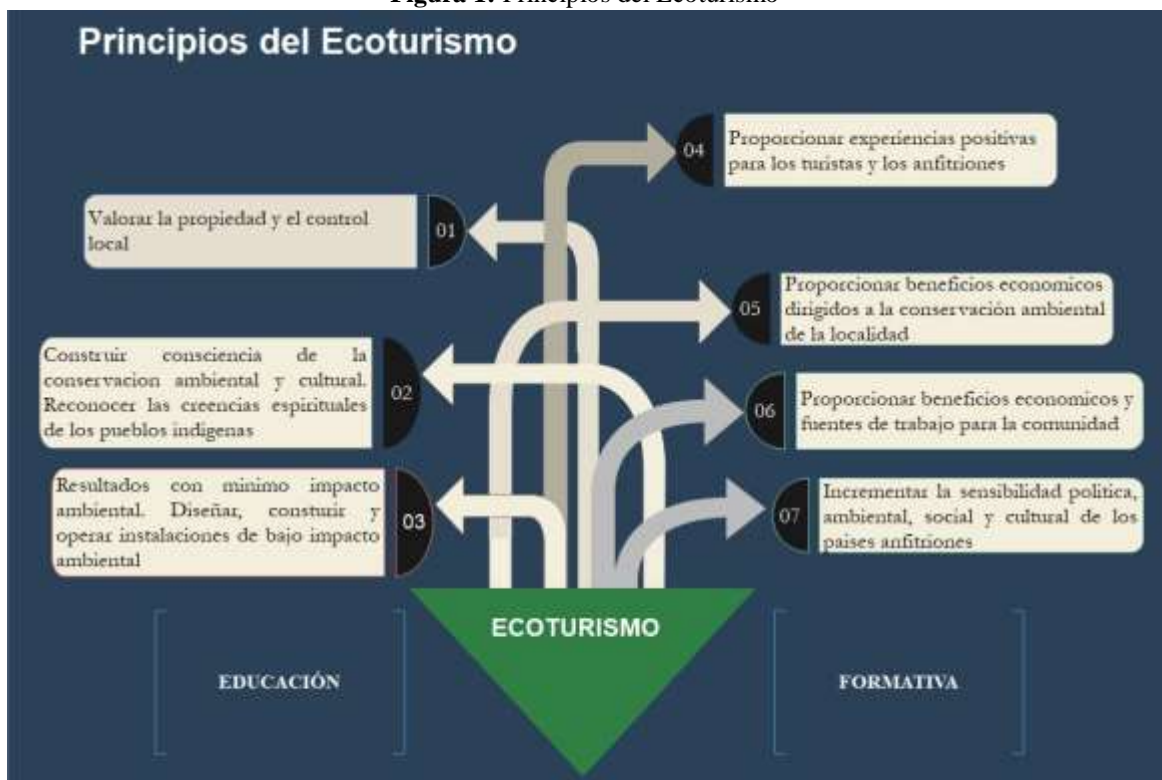 Figura 1. Principios del Ecoturismo
Principios del Ecoturismo
01
Valorar la propiedad y el control
local
02
Construir consciencia de la
conservacion ambiental y cultural.
Reconocer las creencias espirituales
de los pueblos indigenas
03
Resultados con minimo impacto
ambiental. Diseñar, consturir y
operar instalaciones de bajo impacto
ambiental
04
Proporcionar experiencias positivas
para los turistas y los anfitriones
05
Proporcionar beneficios economicos
dirigidos a la conservación ambiental
de la localidad
06
Proporcionar beneficios economicos y
fuentes de trabajo para la comunidad
07
Incrementar la sensibilidad politica,
ambiental, social y cultural de los
paises anfitriones
ECOTURISMO
EDUCACIÓN
FORMATIVA